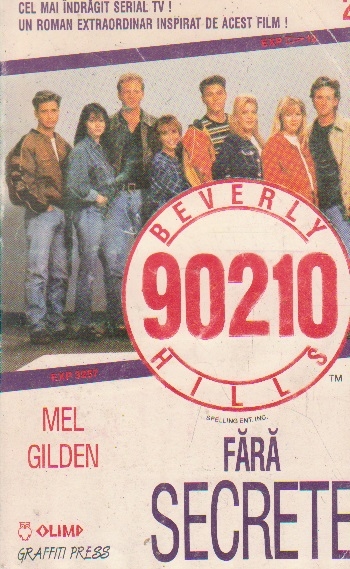 CEL MAI ÎNDRĂGIT SERIAL TV !
UN ROMAN EXTRAORDINAR INSPIRAT DE ACEST FILM !
BEVERLY
90210
HILLS
TM
SPELLING ENT. INC.
MEL
GILDEN
FĂRĂ
SECRETE
OLIMP
GRAFFITI PRESS